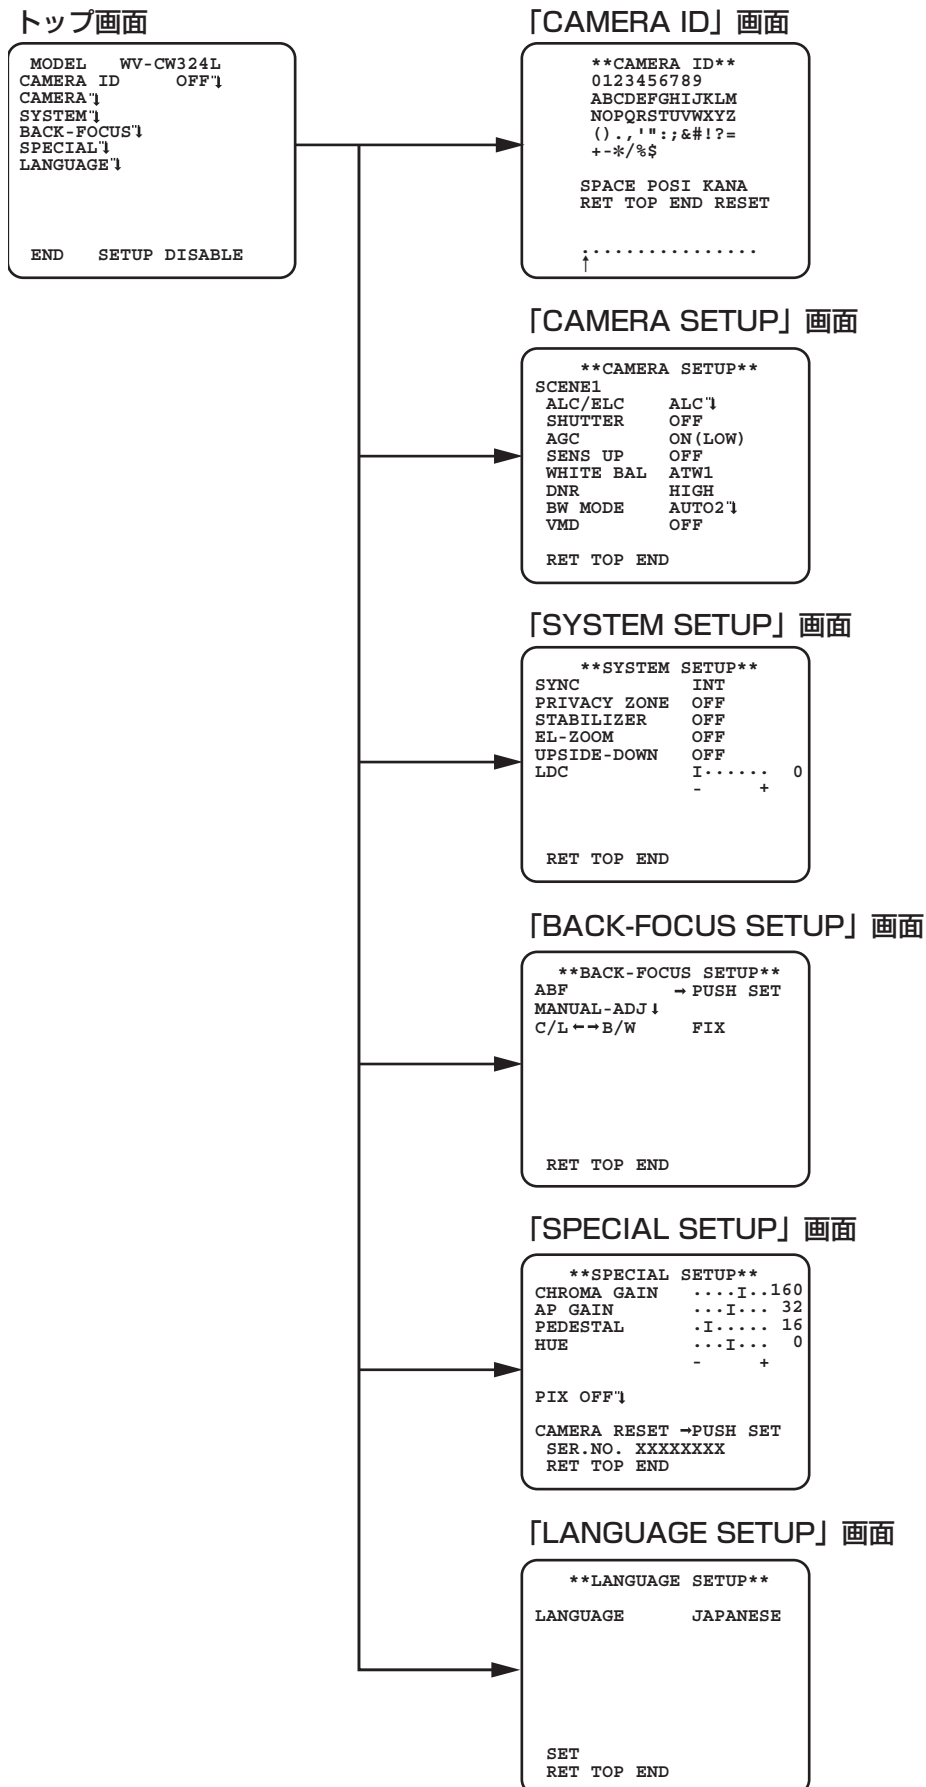 トップ画面
MODEL WV-CW324L
CAMERA ID OFF↓
CAMERA↓
SYSTEM↓
BACK-FOCUS↓
SPECIAL↓
LANGUAGE↓
END SETUP DISABLE
「CAMERA ID」画面
**CAMERA ID**
0123456789
ABCDEFGHIJKLM
NOPQRSTUVWXYZ
().,'":;&#!?=
+-*/%$
SPACE POSI KANA
RET TOP END RESET
................
↑
「CAMERA SETUP」画面
**CAMERA SETUP**
SCENE1
ALC/ELC ALC↓
SHUTTER OFF
AGC ON(LOW)
SENS UP OFF
WHITE BAL ATW1
DNR HIGH
BW MODE AUTO2↓
VMD OFF
RET TOP END
「SYSTEM SETUP」画面
**SYSTEM SETUP**
SYNC INT
PRIVACY ZONE OFF
STABILIZER OFF
EL-ZOOM OFF
UPSIDE-DOWN OFF
LDC I...... 0
- +
RET TOP END
「BACK-FOCUS SETUP」画面
**BACK-FOCUS SETUP**
ABF →PUSH SET
MANUAL-ADJ↓
C/L←→B/W FIX
RET TOP END
「SPECIAL SETUP」画面
**SPECIAL SETUP**
CHROMA GAIN ....I..160
AP GAIN ...I... 32
PEDESTAL .I..... 16
HUE ...I... 0
- +
PIX OFF↓
CAMERA RESET →PUSH SET
SER.NO. XXXXXXXX
RET TOP END
「LANGUAGE SETUP」画面
**LANGUAGE SETUP**
LANGUAGE JAPANESE
SET
RET TOP END